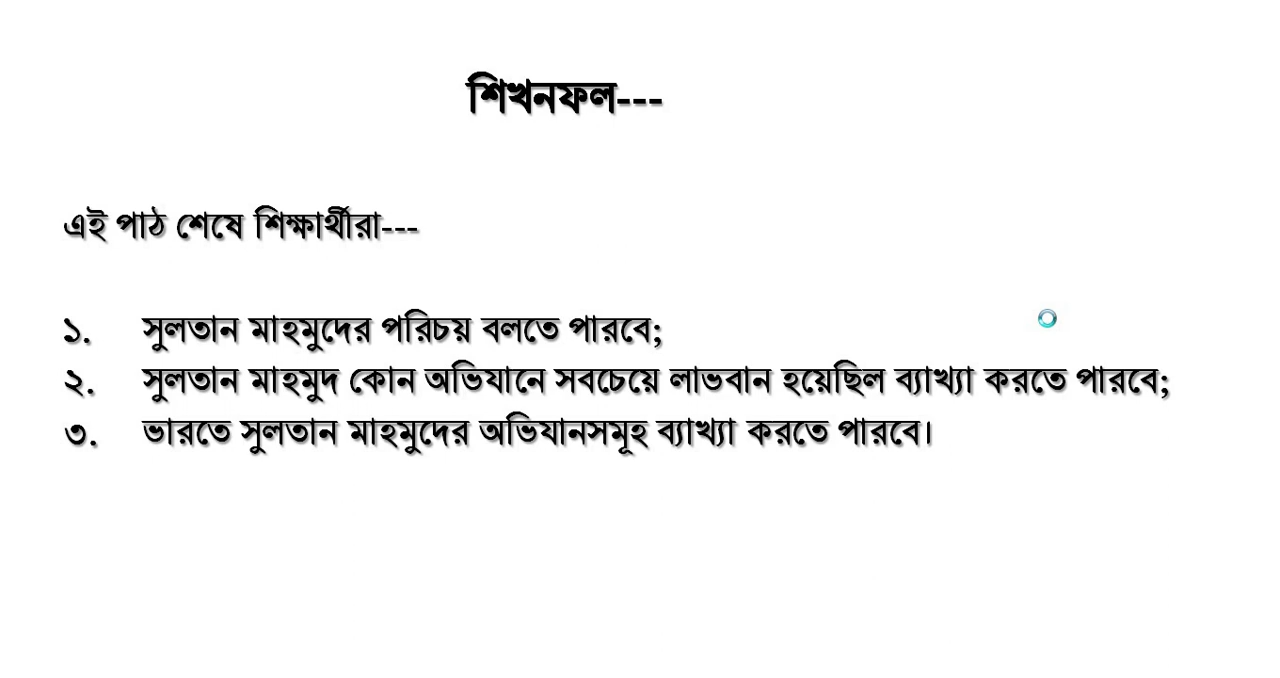 শিখনফল---
এই পাঠ শেষে শিক্ষার্থীরা---
১. সুলতান মাহমুদের পরিচয় বলতে পারবে;
২. সুলতান মাহমুদ কোন অভিযানে সবচেয়ে লাভবান হয়েছিল ব্যাখ্যা করতে পারবে;
৩. ভারতে সুলতান মাহমুদের অভিযানসমূহ ব্যাখ্যা করতে পারবে।